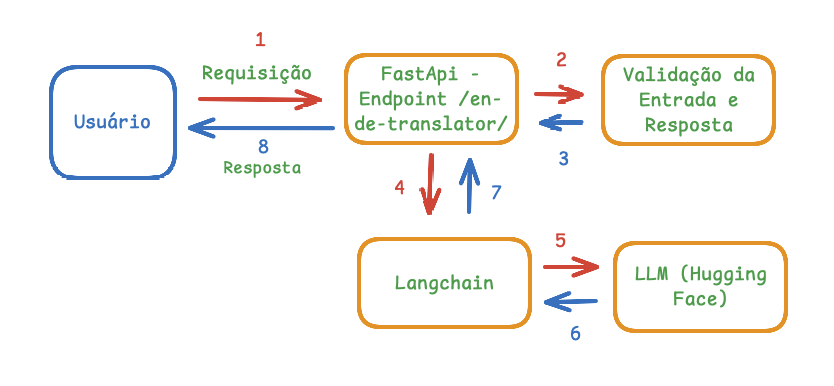 1
Requisição
Usuário
8
Resposta
FastApi -
Endpoint /en-
de-translator/
2
3
Validação da
Entrada e
Resposta
4
7
Langchain
5
6
LLM (Hugging
Face)